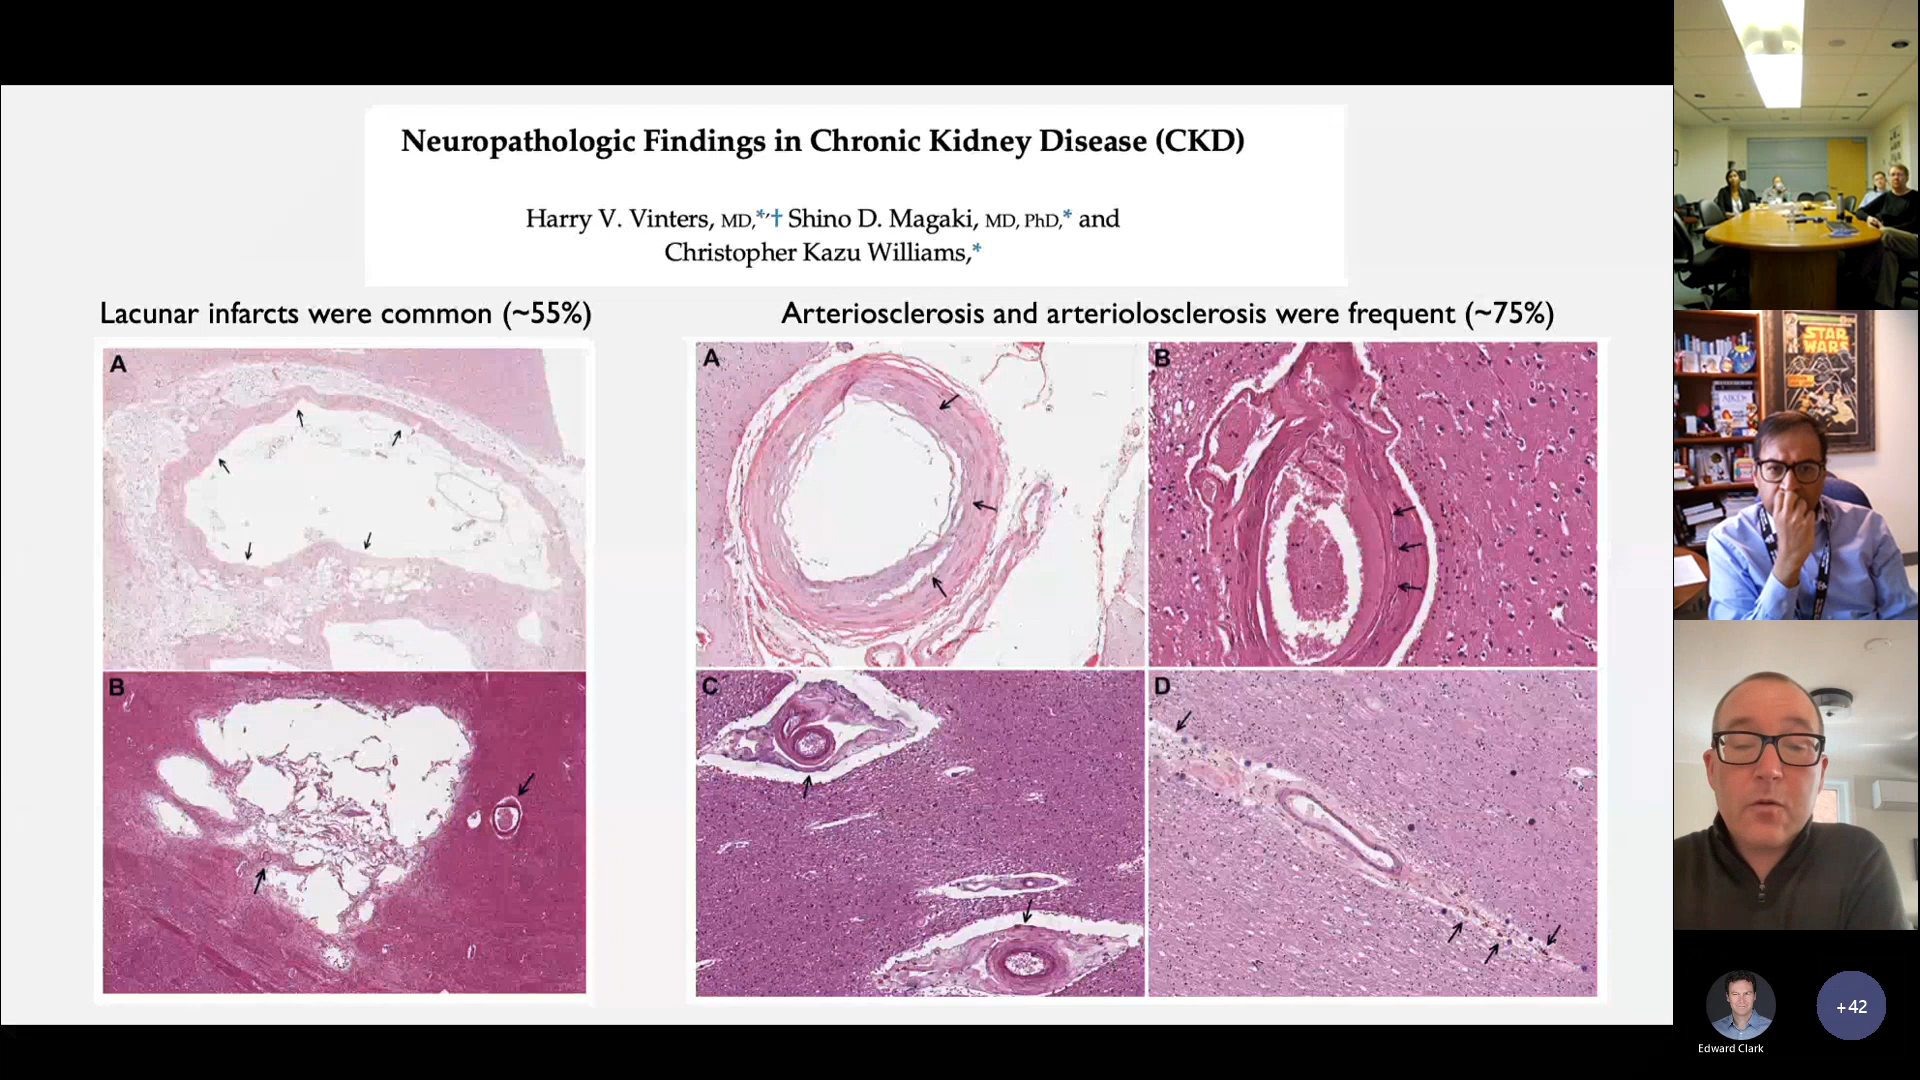 Neuropathologic Findings in Chronic Kidney Disease (CKD)
Harry V. Vinters, MD,*,† Shino D. Magaki, MD, PhD,* and
Christopher Kazu Williams,*
Lacunar infarcts were common (~55%)
Arteriosclerosis and arteriolosclerosis were frequent (~75%)
A
B
A
B
C
D
STAR
WARS
AJKD
+42
Edward Clark